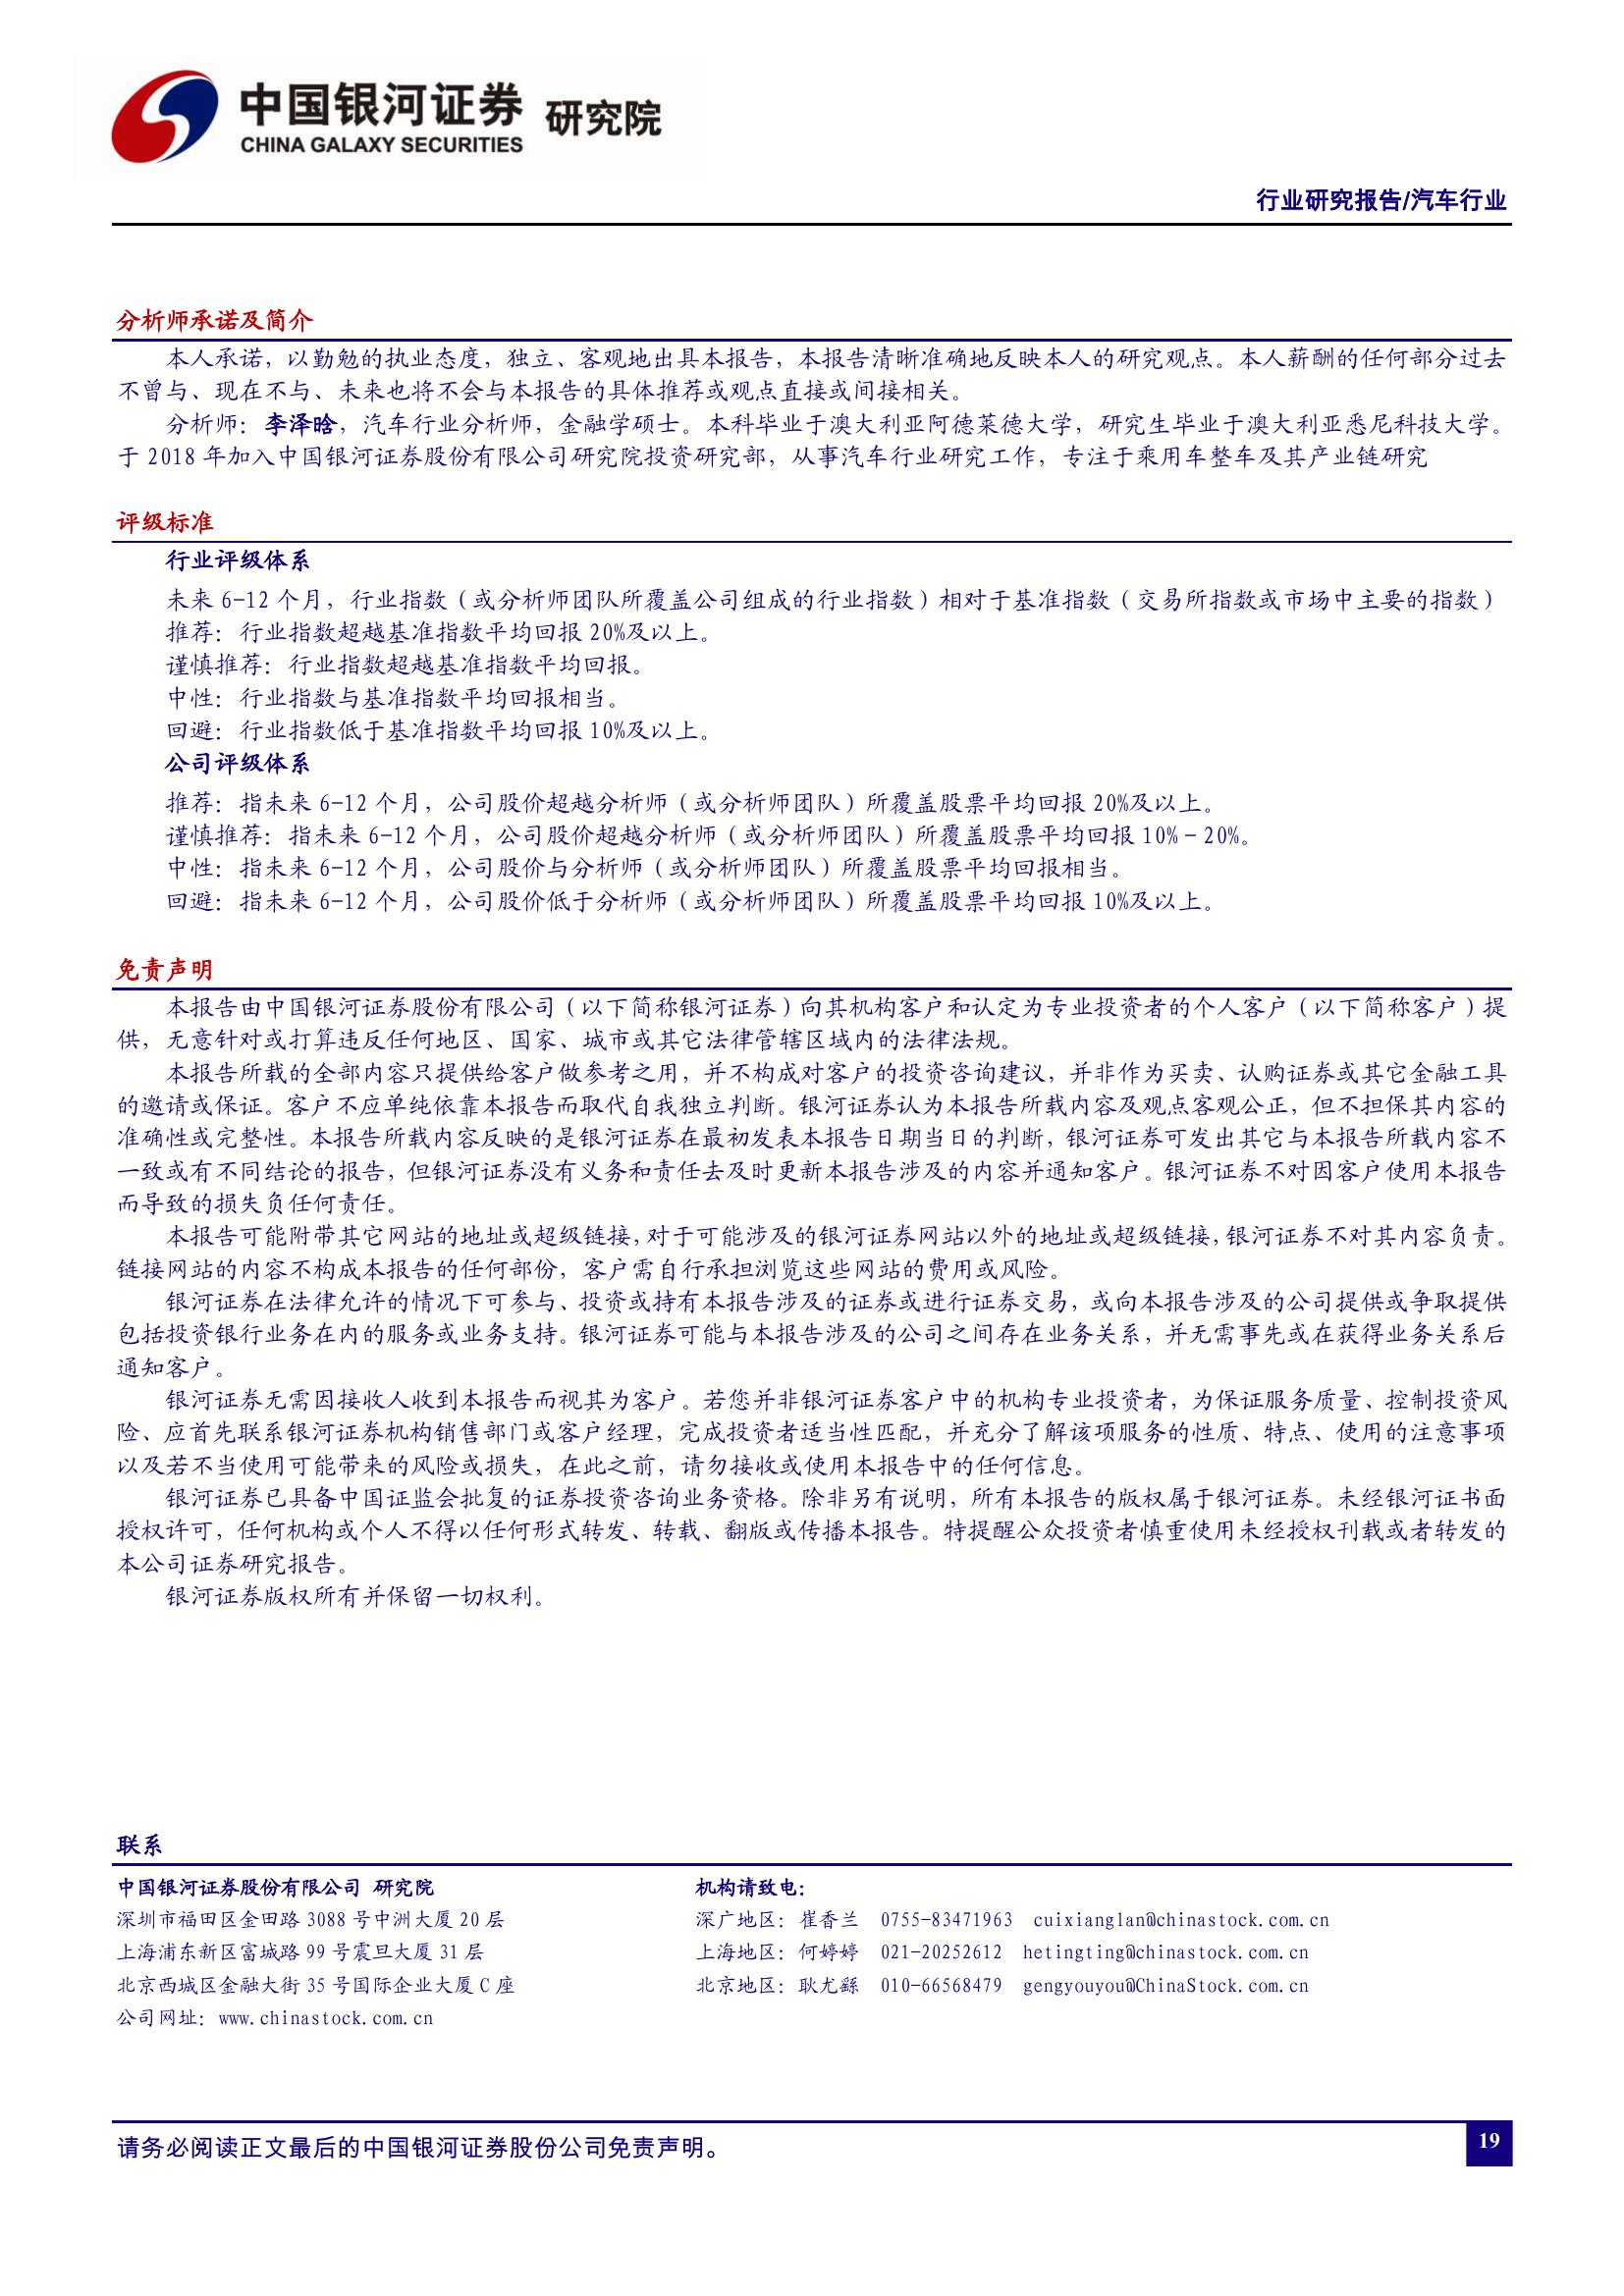 中国银河证券 研究院
CHINA GALAXY SECURITIES
行业研究报告/汽车行业
分析师承诺及简介
本人承诺，以勤勉的执业态度，独立、客观地出具本报告，本报告清晰准确地反映本人的研究观点。本人薪酬的任何部分过去
不曾与、现在不与、未来也将不会与本报告的具体推荐或观点直接或间接相关。
分析师：李泽晗，汽车行业分析师，金融学硕士。本科毕业于澳大利亚阿德莱德大学，研究生毕业于澳大利亚悉尼科技大学。
于 2018 年加入中国银河证券股份有限公司研究院投资研究部，从事汽车行业研究工作，专注于乘用车整车及其产业链研究
评级标准
行业评级体系
未来 6-12 个月，行业指数（或分析师团队所覆盖公司组成的行业指数）相对于基准指数（交易所指数或市场中主要的指数）
推荐：行业指数超越基准指数平均回报 20%及以上。
谨慎推荐：行业指数超越基准指数平均回报。
中性：行业指数与基准指数平均回报相当。
回避：行业指数低于基准指数平均回报 10%及以上。
公司评级体系
推荐：指未来 6-12 个月，公司股价超越分析师（或分析师团队）所覆盖股票平均回报 20%及以上。
谨慎推荐：指未来 6-12 个月，公司股价超越分析师（或分析师团队）所覆盖股票平均回报 10%－20%。
中性：指未来 6-12 个月，公司股价与分析师（或分析师团队）所覆盖股票平均回报相当。
回避：指未来 6-12 个月，公司股价低于分析师（或分析师团队）所覆盖股票平均回报 10%及以上。
免责声明
本报告由中国银河证券股份有限公司（以下简称银河证券）向其机构客户和认定为专业投资者的个人客户（以下简称客户）提
供，无意针对或打算违反任何地区、国家、城市或其它法律管辖区域内的法律法规。
本报告所载的全部内容只提供给客户做参考之用，并不构成对客户的投资咨询建议，并非作为买卖、认购证券或其它金融工具
的邀请或保证。客户不应单纯依靠本报告而取代自我独立判断。银河证券认为本报告所载内容及观点客观公正，但不担保其内容的
准确性或完整性。本报告所载内容反映的是银河证券在最初发表本报告日期当日的判断，银河证券可发出其它与本报告所载内容不
一致或有不同结论的报告，但银河证券没有义务和责任去及时更新本报告涉及的内容并通知客户。银河证券不对因客户使用本报告
而导致的损失负任何责任。
本报告可能附带其它网站的地址或超级链接，对于可能涉及的银河证券网站以外的地址或超级链接，银河证券不对其内容负责。
链接网站的内容不构成本报告的任何部份，客户需自行承担浏览这些网站的费用或风险。
银河证券在法律允许的情况下可参与、投资或持有本报告涉及的证券或进行证券交易，或向本报告涉及的公司提供或争取提供
包括投资银行业务在内的服务或业务支持。银河证券可能与本报告涉及的公司之间存在业务关系，并无需事先或在获得业务关系后
通知客户。
银河证券无需因接收人收到本报告而视其为客户。若您并非银河证券客户中的机构专业投资者，为保证服务质量、控制投资风
险、应首先联系银河证券机构销售部门或客户经理，完成投资者适当性匹配，并充分了解该项服务的性质、特点、使用的注意事项
以及若不当使用可能带来的风险或损失，在此之前，请勿接收或使用本报告中的任何信息。
银河证券已具备中国证监会批复的证券投资咨询业务资格。除非另有说明，所有本报告的版权属于银河证券。未经银河证书面
授权许可，任何机构或个人不得以任何形式转发、转载、翻版或传播本报告。特提醒公众投资者慎重使用未经授权刊载或者转发的
本公司证券研究报告。
银河证券版权所有并保留一切权利。
联系
中国银河证券股份有限公司 研究院
深圳市福田区金田路 3088 号中洲大厦 20 层
上海浦东新区富城路 99 号震旦大厦 31 层
北京西城区金融大街 35 号国际企业大厦 C 座
公司网址：www.chinastock.com.cn
机构请致电：
深广地区：崔香兰 0755-83471963 cuixianglan@chinastock.com.cn
上海地区：何婷婷 021-20252612 hetingting@chinastock.com.cn
北京地区：耿尤繇 010-66568479 gengyouyou@ChinaStock.com.cn
请务必阅读正文最后的中国银河证券股份公司免责声明。
19